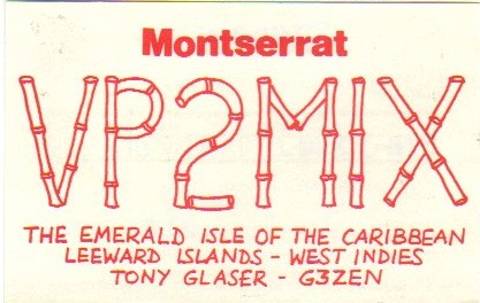 Montserrat
VP2MIX
THE EMERALD ISLE OF THE CARIBBEAN
LEEWARD ISLANDS - WEST INDIES
TONY GLASER - G3ZEN